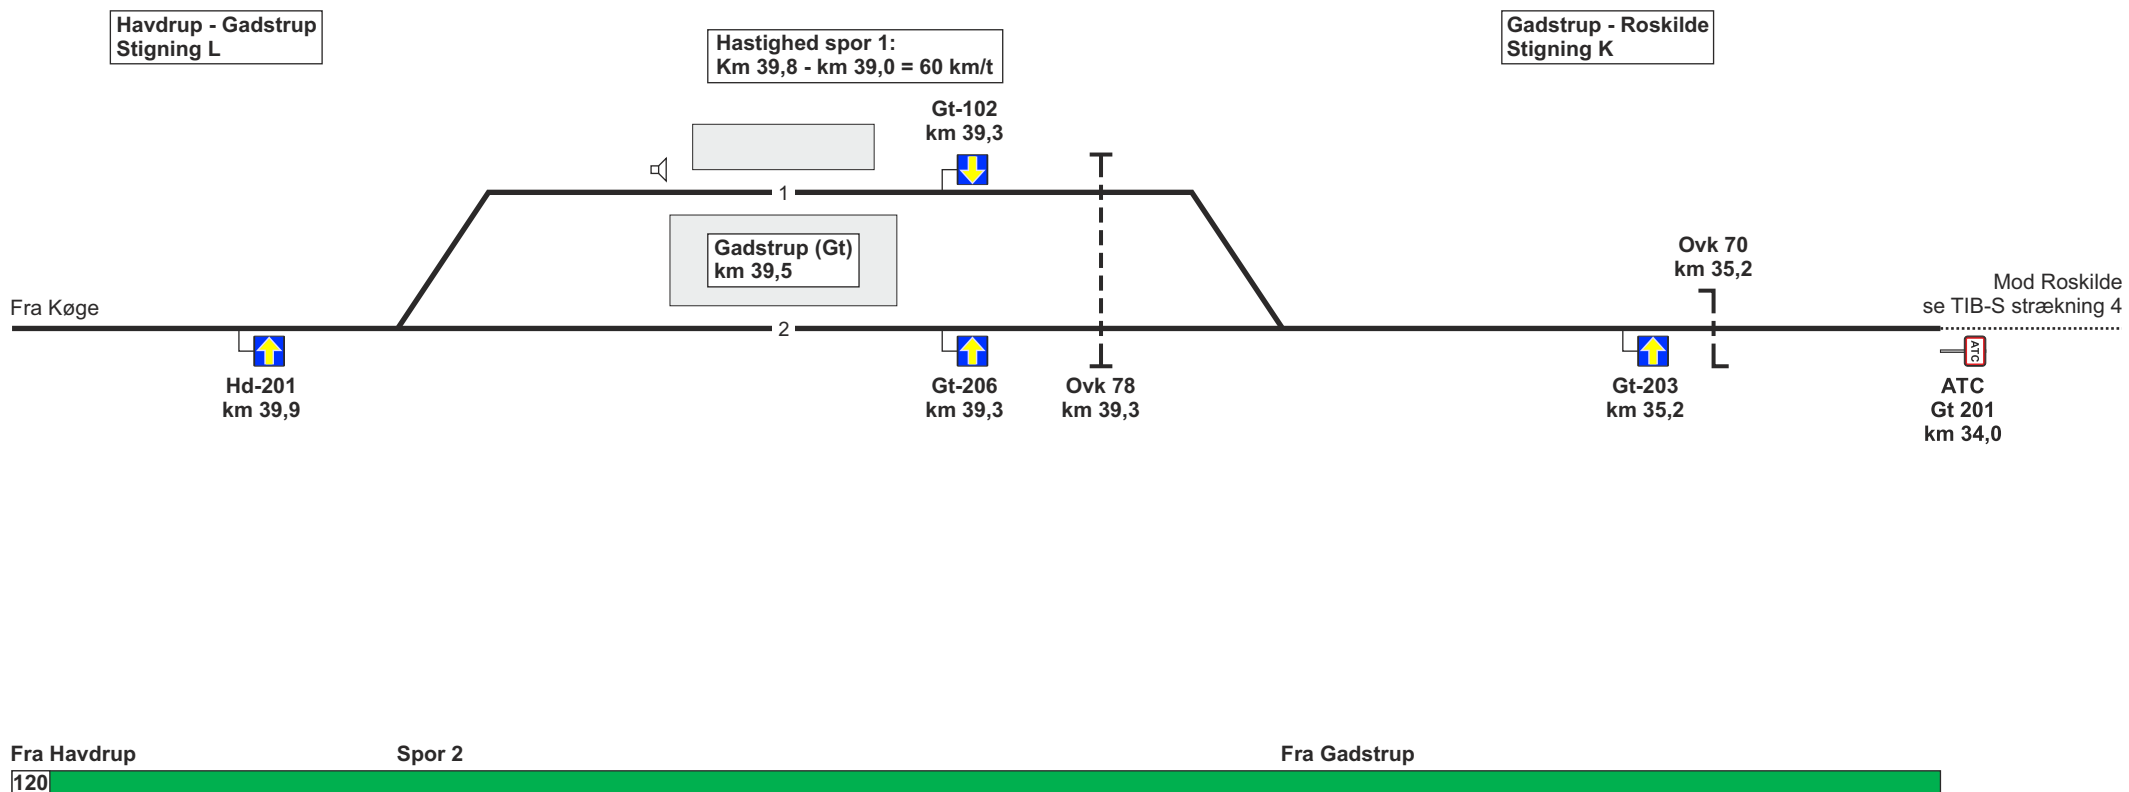 Havdrup - Gadstrup
Stigning L
Hastighed spor 1:
Km 39,8 - km 39,0 = 60 km/t
Gadstrup - Roskilde
Stigning K
Gt-102
km 39,3
1
Gadstrup (Gt)
km 39,5
Ovk 70
km 35,2
Fra Køge
Mod Roskilde
se TIB-S strækning 4
2
ATC
Hd-201
km 39,9
Gt-206
km 39,3
Ovk 78
km 39,3
Gt-203
km 35,2
ATC
Gt 201
km 34,0
Fra Havdrup
Spor 2
Fra Gadstrup
120